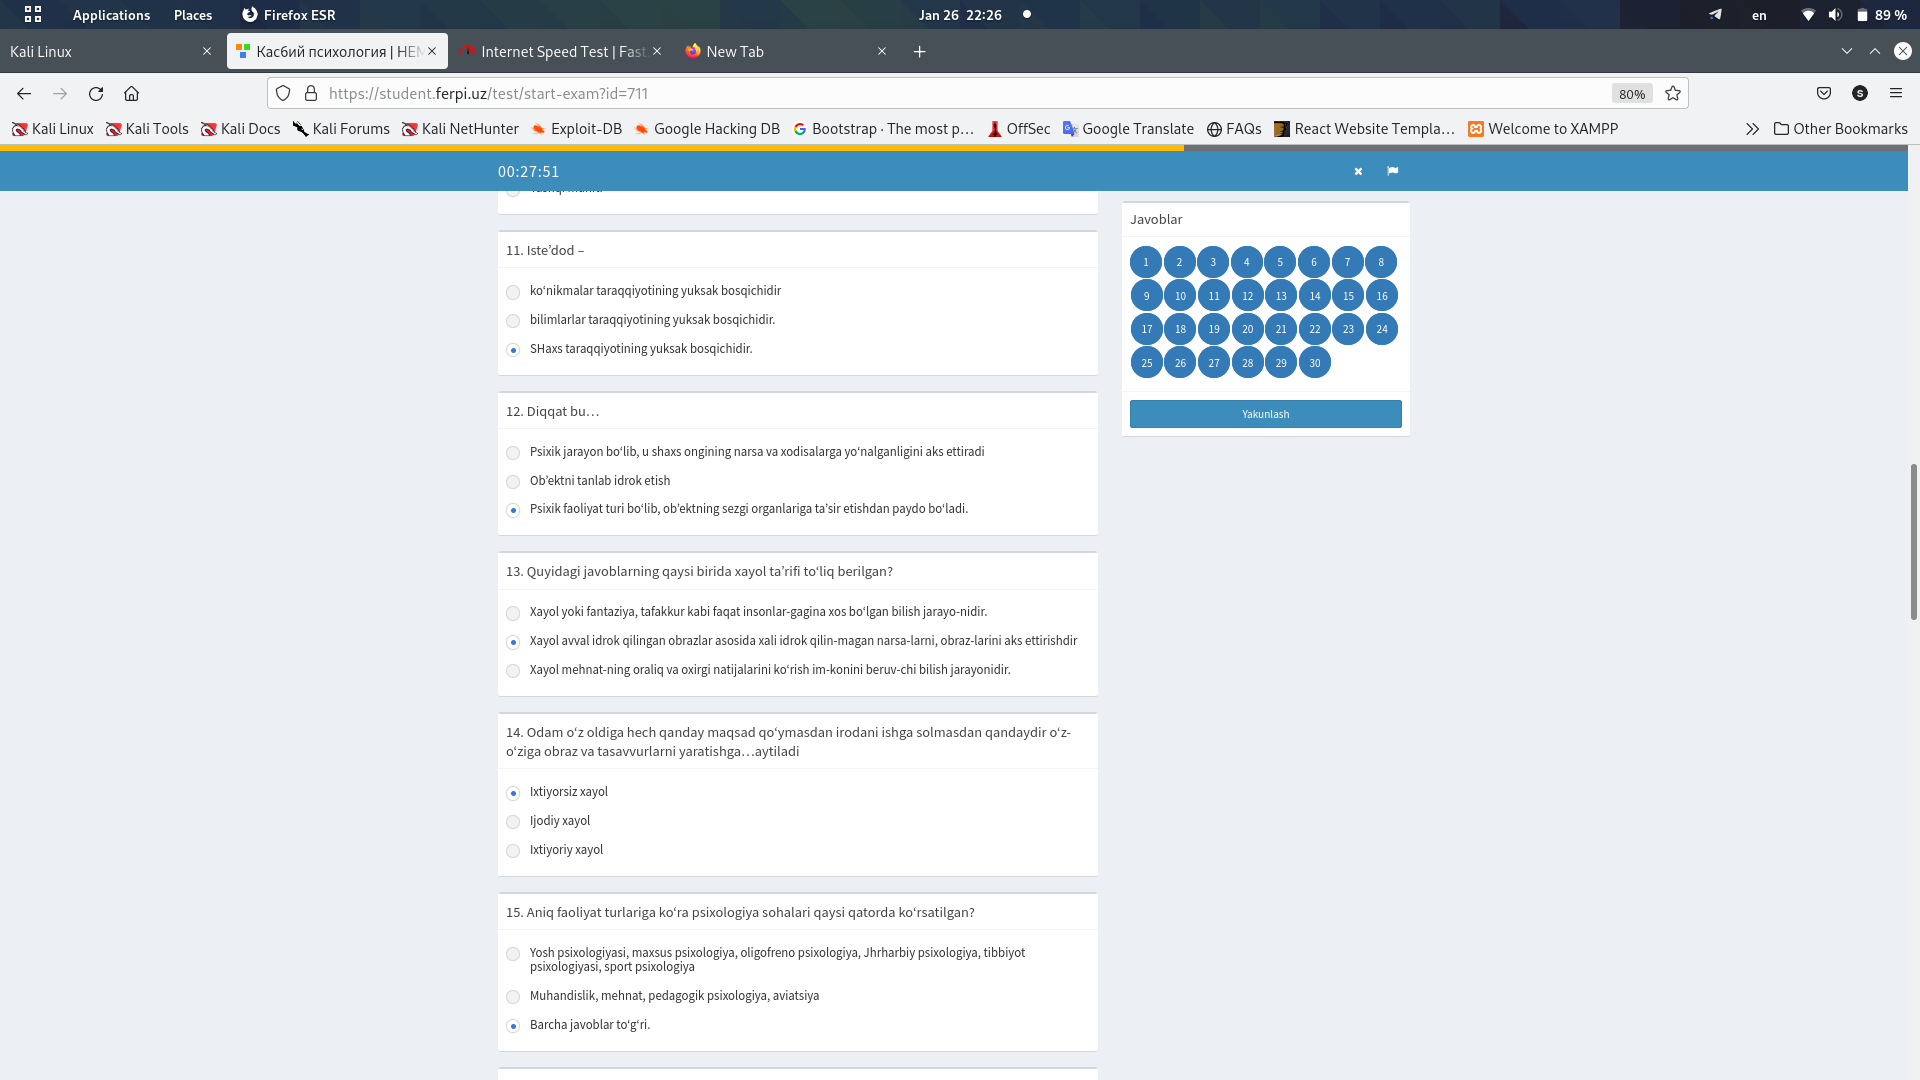 Applications Places Firefox ESR Jan 26 22:26 en 89 %
Kali Linux Касбий психология | HEM Internet Speed Test | Fast. New Tab
https://student.ferpi.uz/test/start-exam?id=711 80% S
Kali Linux Kali Tools Kali Docs Kali Forums Kali NetHunter Exploit-DB Google Hacking DB Bootstrap · The most p… OffSec Google Translate FAQs React Website Templa… Welcome to XAMPP Other Bookmarks
00:27:51
11. Iste’dod –
ko‘nikmalar taraqqiyotining yuksak bosqichidir
bilimlarlar taraqqiyotining yuksak bosqichidir.
SHaxs taraqqiyotining yuksak bosqichidir.
12. Diqqat bu…
Psixik jarayon bo‘lib, u shaxs ongining narsa va xodisalarga yo‘nalganligini aks ettiradi
Ob’ektni tanlab idrok etish
Psixik faoliyat turi bo‘lib, ob’ektning sezgi organlariga ta’sir etishdan paydo bo‘ladi.
13. Quyidagi javoblarning qaysi birida xayol ta’rifi to‘liq berilgan?
Xayol yoki fantaziya, tafakkur kabi faqat insonlar-gagina xos bo‘lgan bilish jarayo-nidir.
Xayol avval idrok qilingan obrazlar asosida xali idrok qilin-magan narsa-larni, obraz-larini aks ettirishdir
Xayol mehnat-ning oraliq va oxirgi natijalarini ko‘rish im-konini beruv-chi bilish jarayonidir.
14. Odam o‘z oldiga hech qanday maqsad qo‘ymasdan irodani ishga solmasdan qandaydir o‘z-
o‘ziga obraz va tasavvurlarni yaratishga…aytiladi
Ixtiyorsiz xayol
Ijodiy xayol
Ixtiyoriy xayol
15. Aniq faoliyat turlariga ko‘ra psixologiya sohalari qaysi qatorda ko‘rsatilgan?
Yosh psixologiyasi, maxsus psixologiya, oligofreno psixologiya, Jhrharbiy psixologiya, tibbiyot
psixologiyasi, sport psixologiya
Muhandislik, mehnat, pedagogik psixologiya, aviatsiya
Barcha javoblar to‘g‘ri.
Javoblar
1 2 3 4 5 6 7 8
9 10 11 12 13 14 15 16
17 18 19 20 21 22 23 24
25 26 27 28 29 30
Yakunlash